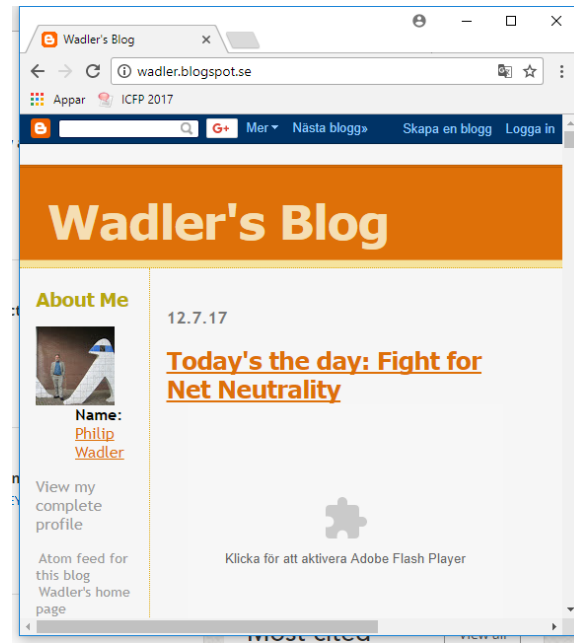 Wadler's Blog
wadler.blogspot.se
Appar ICFP 2017
G+ Mer Nästa blogg» Skapa en blogg Logga in
Wadler's Blog
About Me
Name:
Philip
Wadler
View my
complete
profile
Atom feed for
this blog
Wadler's home
page
12.7.17
Today's the day: Fight for
Net Neutrality
Klicka för att aktivera Adobe Flash Player
Most cited
View all